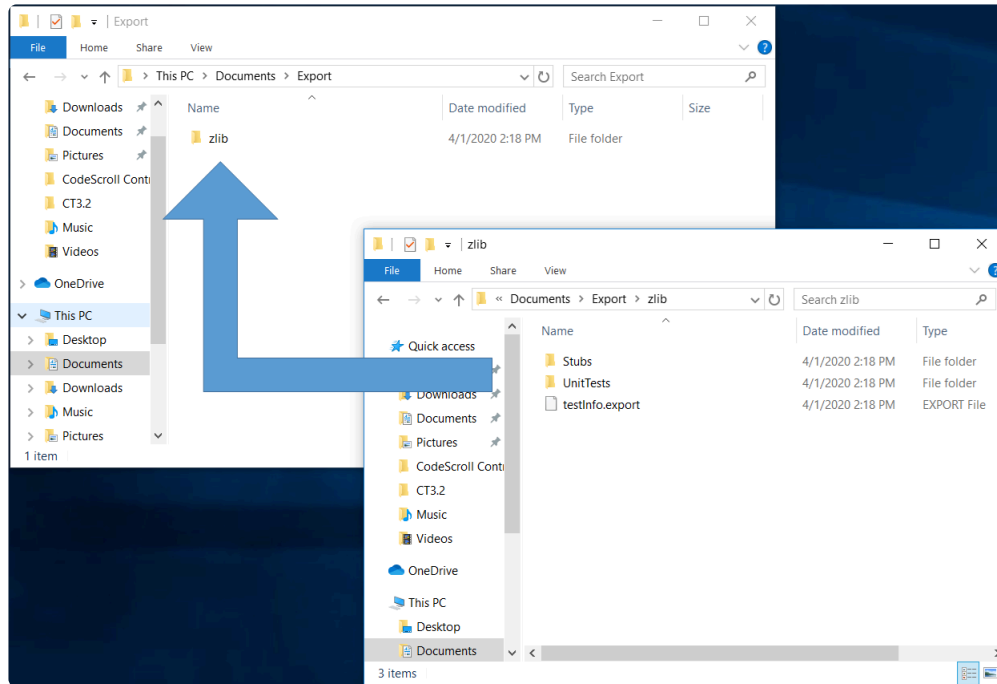 Export
File Home Share View
This PC > Documents > Export
Search Export
Name Date modified Type Size
zlib 4/1/2020 2:18 PM File folder
Downloads
Documents
Pictures
CodeScroll Contr
CT3.2
Music
Videos
OneDrive
This PC
Desktop
Documents
Downloads
Music
Pictures
1 item
zlib
File Home Share View
« Documents > Export > zlib
Search zlib
Name Date modified Type
Stubs 4/1/2020 2:18 PM File folder
UnitTests 4/1/2020 2:18 PM File folder
testInfo.export 4/1/2020 2:18 PM EXPORT File
Quick access
Downloads
Documents
Pictures
CodeScroll Contr
CT3.2
Music
Videos
OneDrive
This PC
Desktop
Documents
3 items